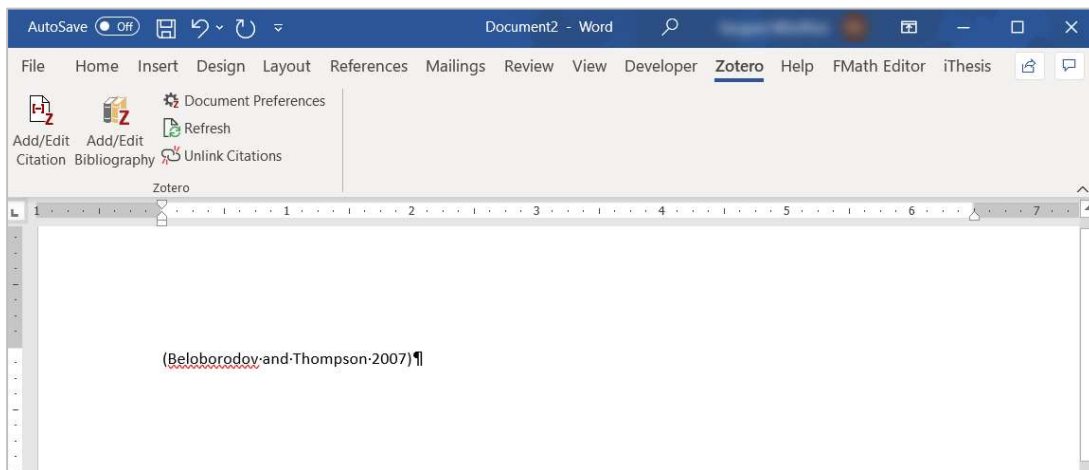 AutoSave Off Document2 - Word
File Home Insert Design Layout References Mailings Review View Developer Zotero Help FMath Editor iThesis
Document Preferences
Refresh
Unlink Citations
Add/Edit Citation
Add/Edit Bibliography
Zotero
1 1 2 3 4 5 6 7
(Beloborodov·and·Thompson·2007)¶